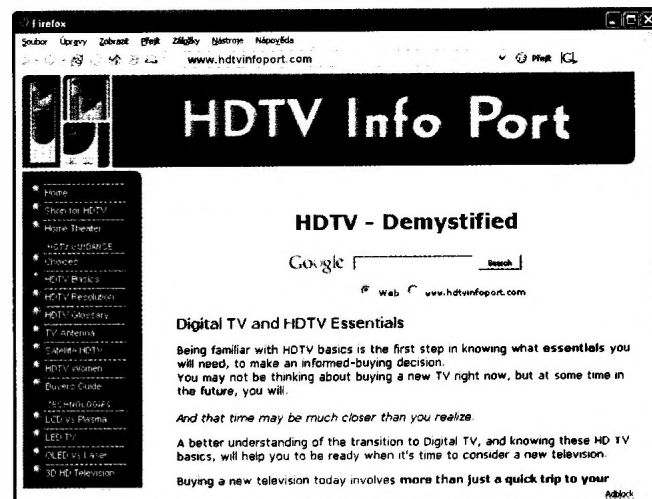 Firefox
Soubor Úpravy Zobrazit Přejít Záložky Nástroje Nápověda
www.hdtvinfoport.com Přejít
HDTV Info Port
Home
Shop for HDTV
Home Theater
HDTV GUIDANCE
Choices
HDTV Basics
HDTV Resolution
HDTV Glossary
TV Antenna
Satellite HDTV
HDTV Women
Buyers Guide
TECHNOLOGIES
LCD vs Plasma
LED TV
OLED vs Laser
3D HD Television
HDTV - Demystified
Google Search
Web www.hdtvinfoport.com
Digital TV and HDTV Essentials
Being familiar with HDTV basics is the first step in knowing what essentials you
will need, to make an informed-buying decision.
You may not be thinking about buying a new TV right now, but at some time in
the future, you will.
And that time may be much closer than you realize.
A better understanding of the transition to Digital TV, and knowing these HD TV
basics, will help you to be ready when it's time to consider a new television.
Buying a new television today involves more than just a quick trip to your
Adblock